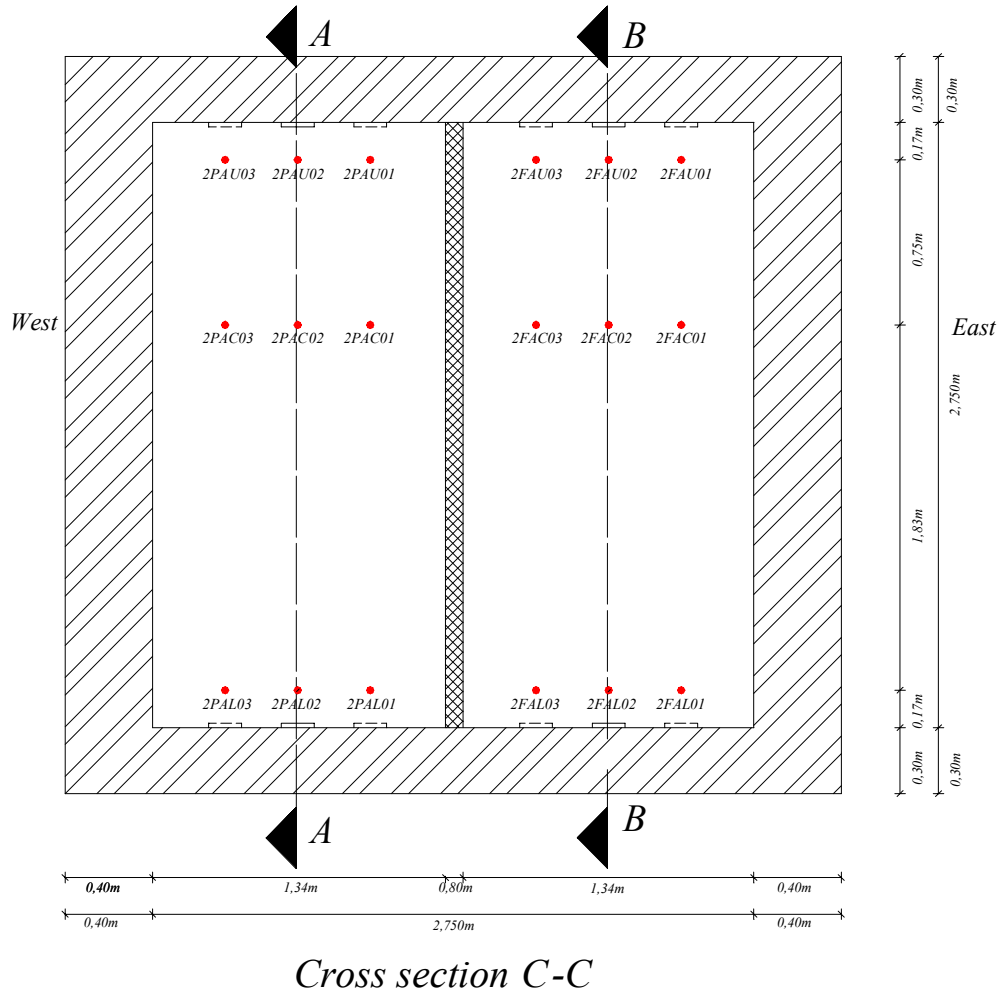 A
B
0,30m
0,30m
0,17m
2PAU03
2PAU02
2PAU01
2FAU03
2FAU02
2FAU01
0,75m
West
East
2PAC03
2PAC02
2PAC01
2FAC03
2FAC02
2FAC01
2,750m
1,83m
2PAL03
2PAL02
2PAL01
2FAL03
2FAL02
2FAL01
0,17m
0,30m
0,30m
A
B
0,40m
1,34m
0,80m
1,34m
0,40m
0,40m
2,750m
0,40m
Cross section C-C